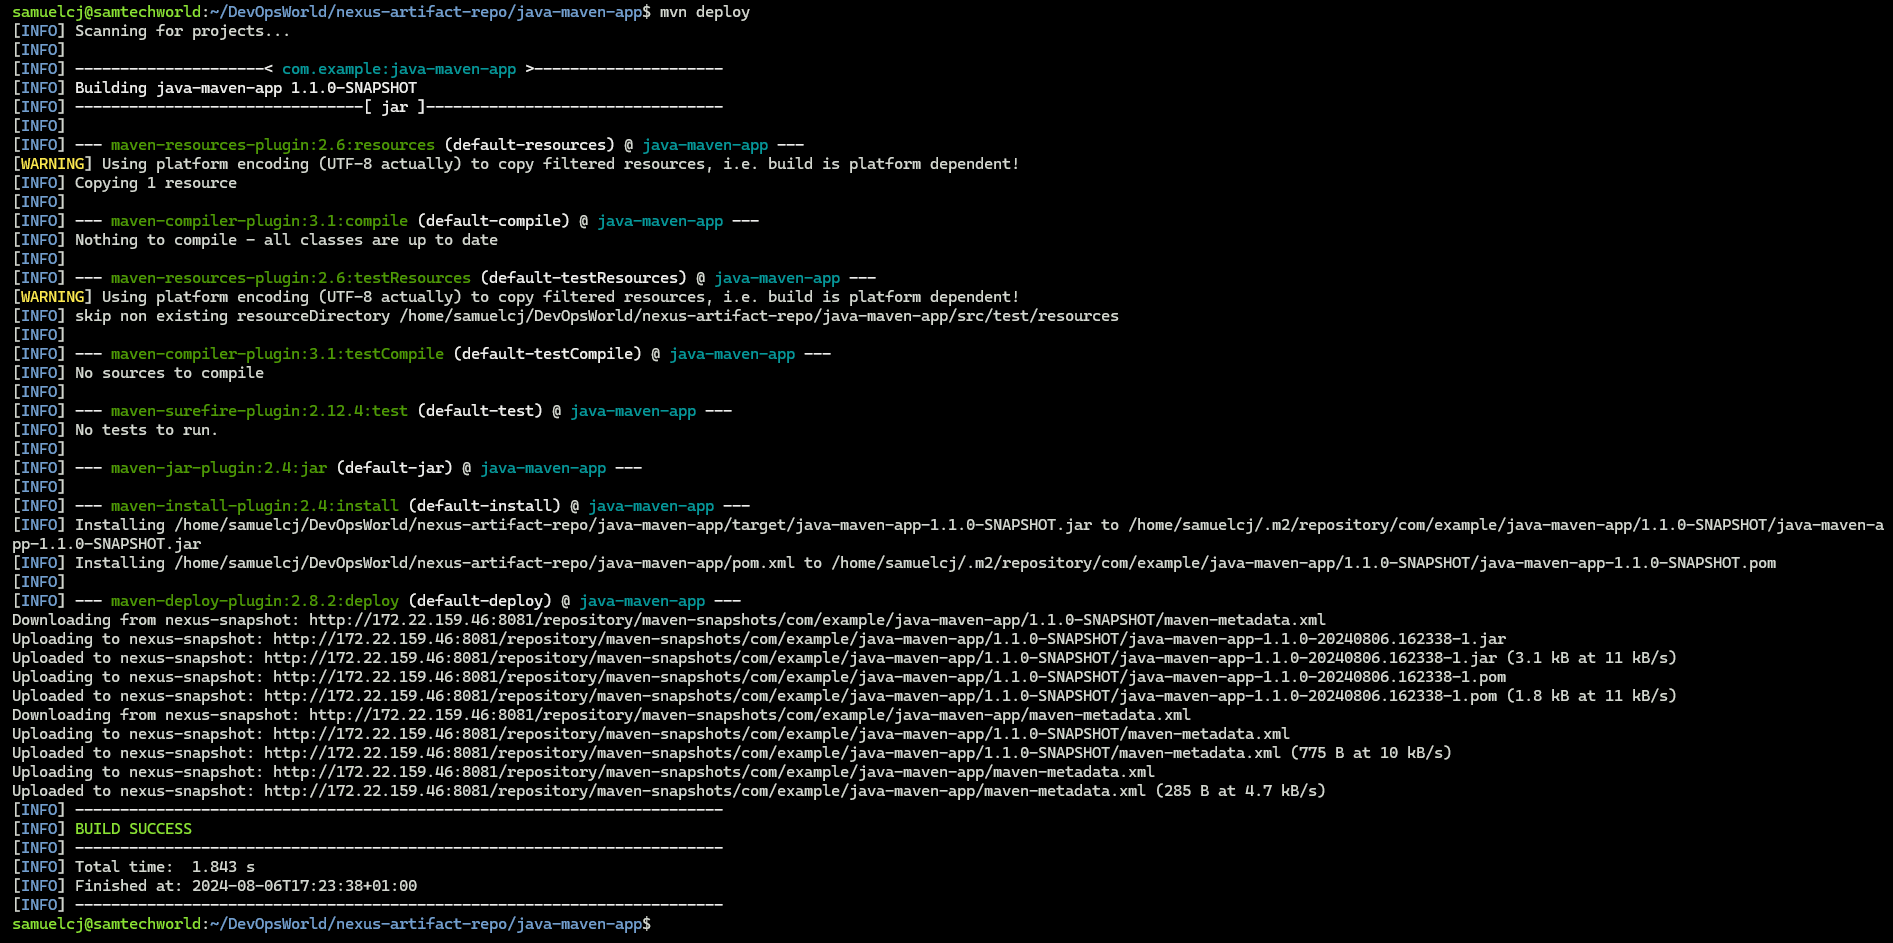 samuelcj@samtechworld:~/DevOpsWorld/nexus-artifact-repo/java-maven-app$ mvn deploy
[INFO] Scanning for projects...
[INFO]
[INFO] ---------------------< com.example:java-maven-app >---------------------
[INFO] Building java-maven-app 1.1.0-SNAPSHOT
[INFO] --------------------------------[ jar ]---------------------------------
[INFO]
[INFO] --- maven-resources-plugin:2.6:resources (default-resources) @ java-maven-app ---
[WARNING] Using platform encoding (UTF-8 actually) to copy filtered resources, i.e. build is platform dependent!
[INFO] Copying 1 resource
[INFO]
[INFO] --- maven-compiler-plugin:3.1:compile (default-compile) @ java-maven-app ---
[INFO] Nothing to compile - all classes are up to date
[INFO]
[INFO] --- maven-resources-plugin:2.6:testResources (default-testResources) @ java-maven-app ---
[WARNING] Using platform encoding (UTF-8 actually) to copy filtered resources, i.e. build is platform dependent!
[INFO] skip non existing resourceDirectory /home/samuelcj/DevOpsWorld/nexus-artifact-repo/java-maven-app/src/test/resources
[INFO]
[INFO] --- maven-compiler-plugin:3.1:testCompile (default-testCompile) @ java-maven-app ---
[INFO] No sources to compile
[INFO]
[INFO] --- maven-surefire-plugin:2.12.4:test (default-test) @ java-maven-app ---
[INFO] No tests to run.
[INFO]
[INFO] --- maven-jar-plugin:2.4:jar (default-jar) @ java-maven-app ---
[INFO]
[INFO] --- maven-install-plugin:2.4:install (default-install) @ java-maven-app ---
[INFO] Installing /home/samuelcj/DevOpsWorld/nexus-artifact-repo/java-maven-app/target/java-maven-app-1.1.0-SNAPSHOT.jar to /home/samuelcj/.m2/repository/com/example/java-maven-app/1.1.0-SNAPSHOT/java-maven-a
pp-1.1.0-SNAPSHOT.jar
[INFO] Installing /home/samuelcj/DevOpsWorld/nexus-artifact-repo/java-maven-app/pom.xml to /home/samuelcj/.m2/repository/com/example/java-maven-app/1.1.0-SNAPSHOT/java-maven-app-1.1.0-SNAPSHOT.pom
[INFO]
[INFO] --- maven-deploy-plugin:2.8.2:deploy (default-deploy) @ java-maven-app ---
Downloading from nexus-snapshot: http://172.22.159.46:8081/repository/maven-snapshots/com/example/java-maven-app/1.1.0-SNAPSHOT/maven-metadata.xml
Uploading to nexus-snapshot: http://172.22.159.46:8081/repository/maven-snapshots/com/example/java-maven-app/1.1.0-SNAPSHOT/java-maven-app-1.1.0-20240806.162338-1.jar
Uploaded to nexus-snapshot: http://172.22.159.46:8081/repository/maven-snapshots/com/example/java-maven-app/1.1.0-SNAPSHOT/java-maven-app-1.1.0-20240806.162338-1.jar (3.1 kB at 11 kB/s)
Uploading to nexus-snapshot: http://172.22.159.46:8081/repository/maven-snapshots/com/example/java-maven-app/1.1.0-SNAPSHOT/java-maven-app-1.1.0-20240806.162338-1.pom
Uploaded to nexus-snapshot: http://172.22.159.46:8081/repository/maven-snapshots/com/example/java-maven-app/1.1.0-SNAPSHOT/java-maven-app-1.1.0-20240806.162338-1.pom (1.8 kB at 11 kB/s)
Downloading from nexus-snapshot: http://172.22.159.46:8081/repository/maven-snapshots/com/example/java-maven-app/maven-metadata.xml
Uploading to nexus-snapshot: http://172.22.159.46:8081/repository/maven-snapshots/com/example/java-maven-app/1.1.0-SNAPSHOT/maven-metadata.xml
Uploaded to nexus-snapshot: http://172.22.159.46:8081/repository/maven-snapshots/com/example/java-maven-app/1.1.0-SNAPSHOT/maven-metadata.xml (775 B at 10 kB/s)
Uploading to nexus-snapshot: http://172.22.159.46:8081/repository/maven-snapshots/com/example/java-maven-app/maven-metadata.xml
Uploaded to nexus-snapshot: http://172.22.159.46:8081/repository/maven-snapshots/com/example/java-maven-app/maven-metadata.xml (285 B at 4.7 kB/s)
[INFO] ------------------------------------------------------------------------
[INFO] BUILD SUCCESS
[INFO] ------------------------------------------------------------------------
[INFO] Total time:  1.843 s
[INFO] Finished at: 2024-08-06T17:23:38+01:00
[INFO] ------------------------------------------------------------------------
samuelcj@samtechworld:~/DevOpsWorld/nexus-artifact-repo/java-maven-app$